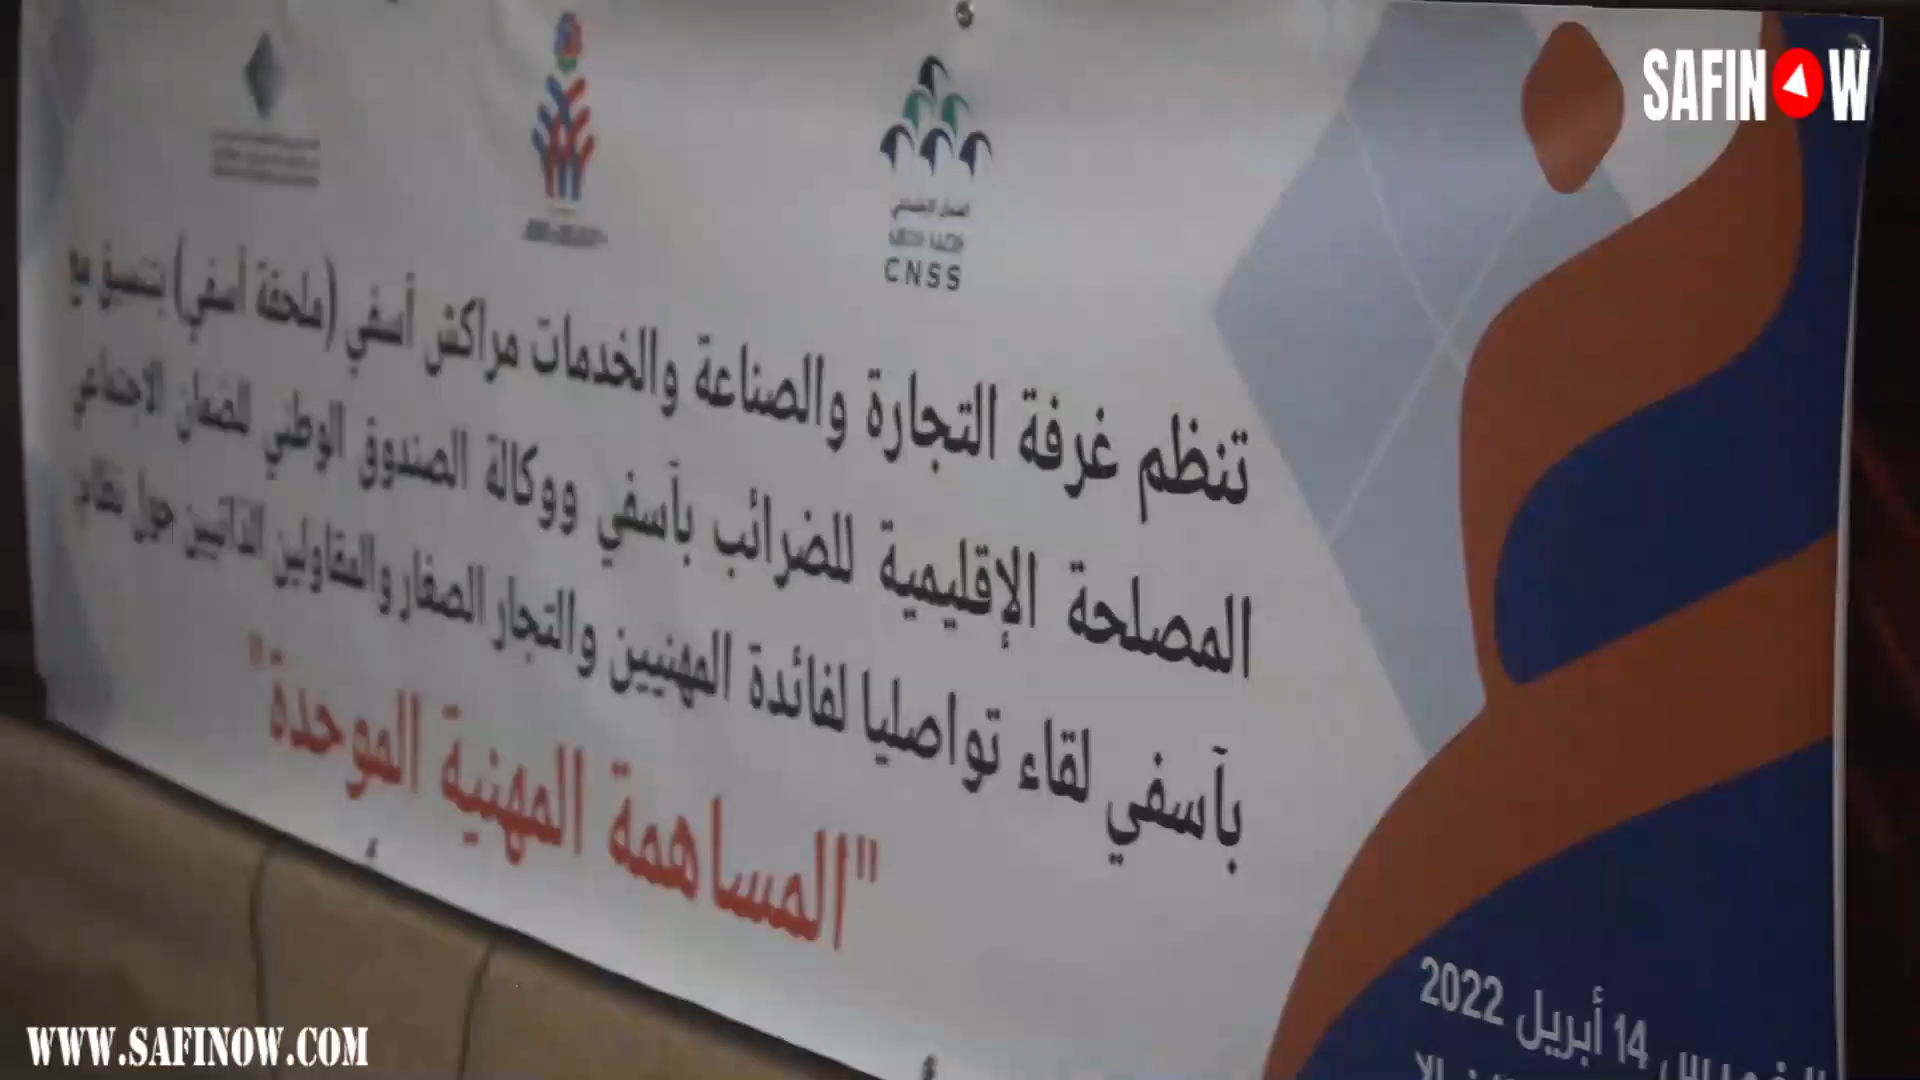 SAFINOW
CNSS
تنظم غرفة التجارة والصناعة والخدمات مراكش أسفي (ملحقة أسفي) بتنسيق مع
المصلحة الإقليمية للضرائب بآسفي ووكالة الصندوق الوطني للضمان الاجتماعي
بآسفي لقاء تواصليا لفائدة المهنيين والتجار الصغار والمقاولين الذاتيين حول نظام:
"المساهمة المهنية الموحدة"
14 أبريل 2022
WWW.SAFINOW.COM